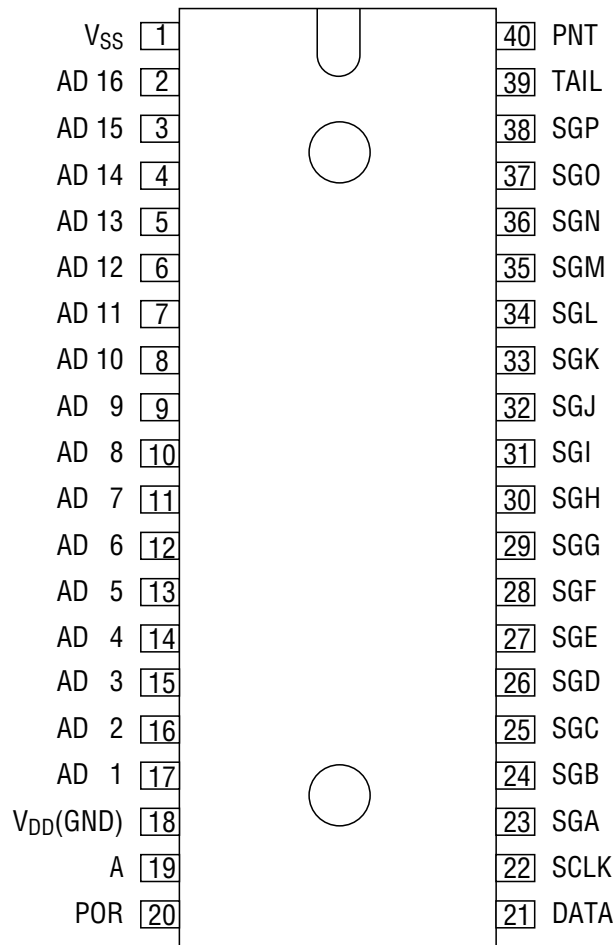 VSS 1 40 PNT
AD 16 2 39 TAIL
AD 15 3 38 SGP
AD 14 4 37 SGO
AD 13 5 36 SGN
AD 12 6 35 SGM
AD 11 7 34 SGL
AD 10 8 33 SGK
AD 9 9 32 SGJ
AD 8 10 31 SGI
AD 7 11 30 SGH
AD 6 12 29 SGG
AD 5 13 28 SGF
AD 4 14 27 SGE
AD 3 15 26 SGD
AD 2 16 25 SGC
AD 1 17 24 SGB
VDD(GND) 18 23 SGA
A 19 22 SCLK
POR 20 21 DATA